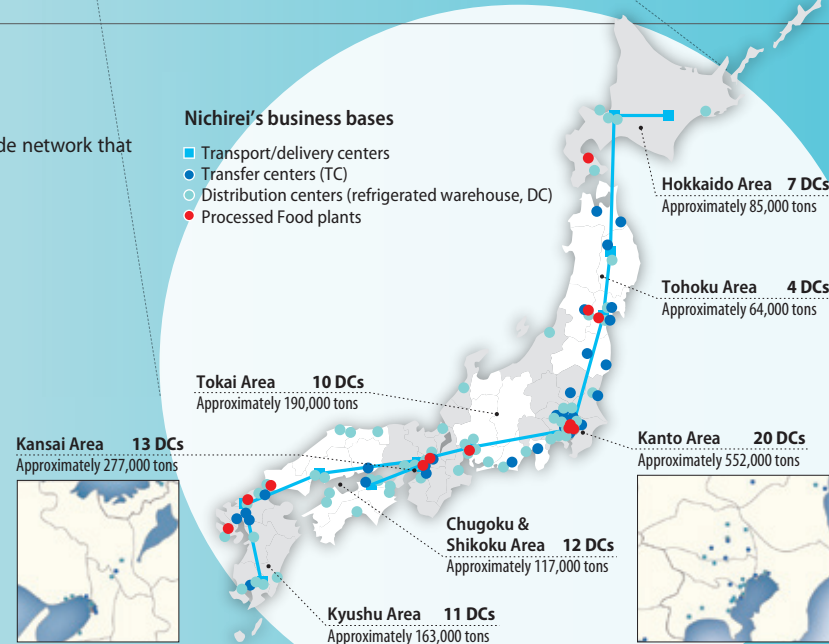 de network that
Nichirei's business bases
Transport/delivery centers
Transfer centers (TC)
Distribution centers (refrigerated warehouse, DC)
Processed Food plants
Hokkaido Area 7 DCs
Approximately 85,000 tons
Tohoku Area 4 DCs
Approximately 64,000 tons
Tokai Area 10 DCs
Approximately 190,000 tons
Kansai Area 13 DCs
Approximately 277,000 tons
Kanto Area 20 DCs
Approximately 552,000 tons
Chugoku &
Shikoku Area 12 DCs
Approximately 117,000 tons
Kyushu Area 11 DCs
Approximately 163,000 tons